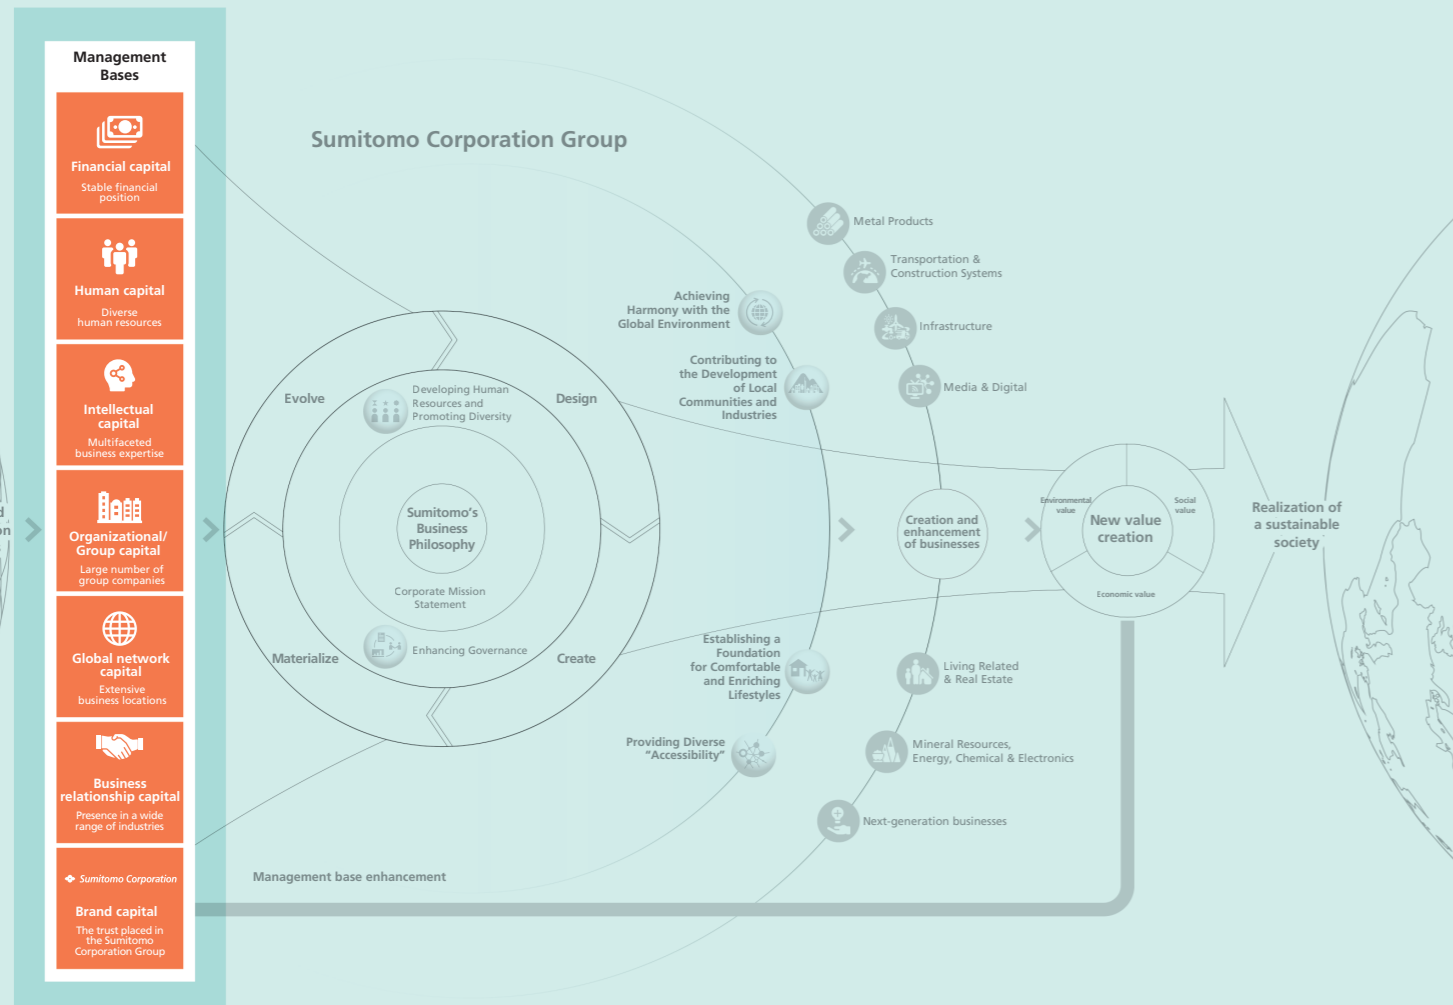 Management
Bases
Financial capital
Stable financial
position
Human capital
Diverse
human resources
Intellectual
capital
Multifaceted
business expertise
Organizational/
Group capital
Large number of
group companies
Global network
capital
Extensive
business locations
Business
relationship capital
Presence in a wide
range of industries
Sumitomo Corporation
Brand capital
The trust placed in
the Sumitomo
Corporation Group
Sumitomo Corporation Group
Evolve
Design
Materialize
Create
Developing Human
Resources and
Promoting Diversity
Sumitomo's
Business
Philosophy
Corporate Mission
Statement
Enhancing Governance
Achieving
Harmony with the
Global Environment
Contributing to
the Development
of Local
Communities and
Industries
Establishing a
Foundation
for Comfortable
and Enriching
Lifestyles
Providing Diverse
“Accessibility”
Metal Products
Transportation &
Construction Systems
Infrastructure
Media & Digital
Creation and
enhancement
of businesses
Living Related
& Real Estate
Mineral Resources,
Energy, Chemical & Electronics
Next-generation businesses
Environmental
value
Social
value
New value
creation
Economic value
Realization of
a sustainable
society
Management base enhancement